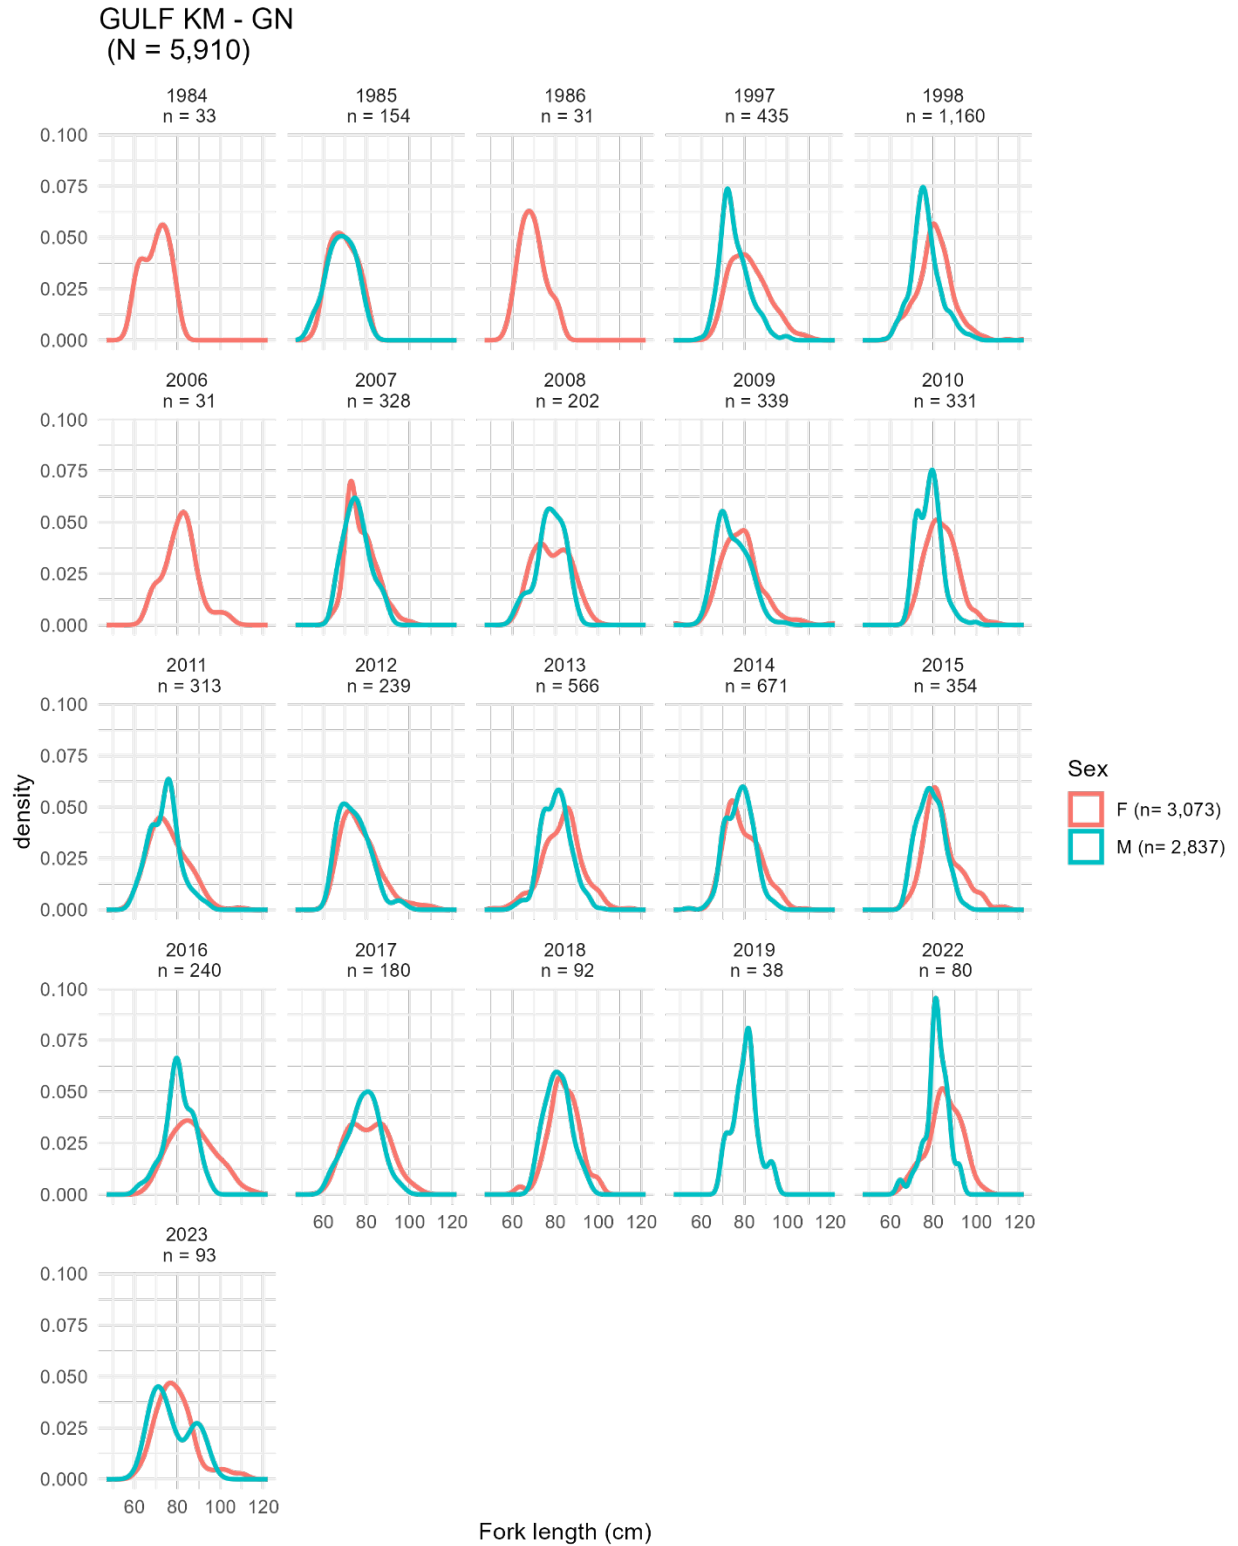 GULF KM - GN
(N = 5,910)
1984
n = 33
1985
n = 154
1986
n = 31
1997
n = 435
1998
n = 1,160
0.100
0.075
0.050
0.025
0.000
2006
n = 31
2007
n = 328
2008
n = 202
2009
n = 339
2010
n = 331
0.100
0.075
0.050
0.025
0.000
2011
n = 313
2012
n = 239
2013
n = 566
2014
n = 671
2015
n = 354
0.100
0.075
0.050
0.025
0.000
density
2016
n = 240
2017
n = 180
2018
n = 92
2019
n = 38
2022
n = 80
0.100
0.075
0.050
0.025
0.000
60 80 100 120
60 80 100 120
60 80 100 120
60 80 100 120
2023
n = 93
0.100
0.075
0.050
0.025
0.000
60 80 100 120
Fork length (cm)
Sex
F (n= 3,073)
M (n= 2,837)